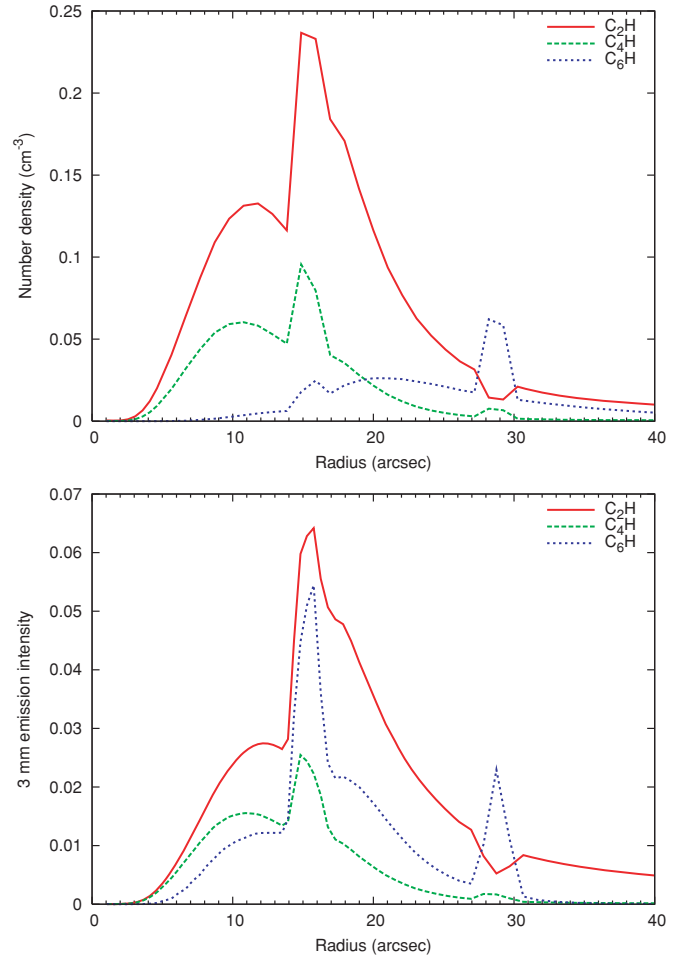 0.25
0.2
0.15
0.1
0.05
0
0 10 20 30 40
Number density (cm⁻³)
Radius (arcsec)
C₂H
C₄H
C₆H
0.07
0.06
0.05
0.04
0.03
0.02
0.01
0
0 10 20 30 40
3 mm emission intensity
Radius (arcsec)
C₂H
C₄H
C₆H